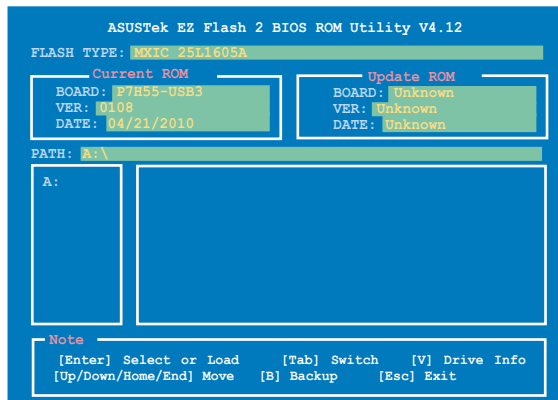 ASUSTek EZ Flash 2 BIOS ROM Utility V4.12
FLASH TYPE: MXIC 25L1605A
Current ROM
BOARD: P7H55-USB3
VER: 0108
DATE: 04/21/2010
Update ROM
BOARD: Unknown
VER: Unknown
DATE: Unknown
PATH: A:\
A:
Note
[Enter] Select or Load [Tab] Switch [V] Drive Info
[Up/Down/Home/End] Move [B] Backup [Esc] Exit